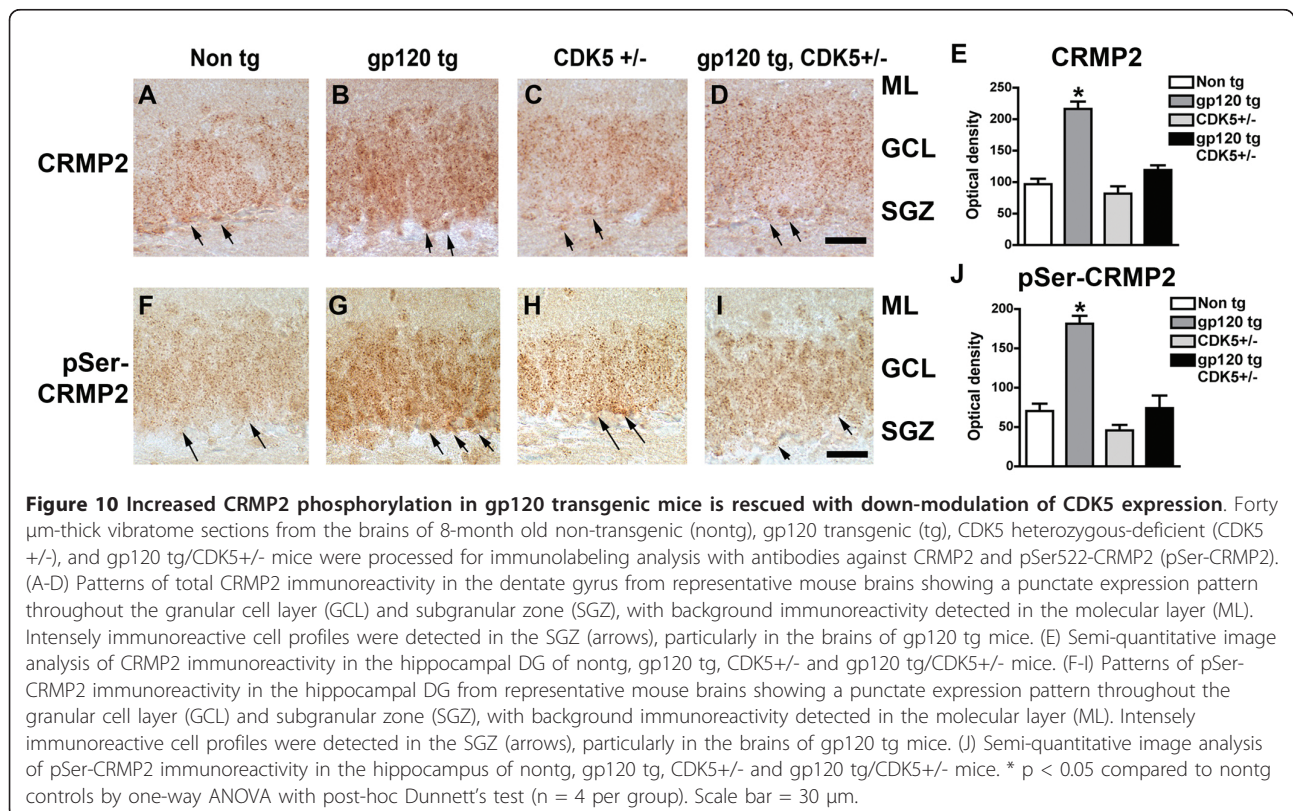 Non tg
gp120 tg
CDK5 +/-
gp120 tg, CDK5+/-
CRMP2
A
B
C
D
ML
GCL
SGZ
E
CRMP2
Optical density
250
200
150
100
50
0
*
Non tg
gp120 tg
CDK5+/-
gp120 tg
CDK5+/-
pSer-
CRMP2
F
G
H
I
ML
GCL
SGZ
J
pSer-CRMP2
Optical density
200
150
100
50
0
*
Non tg
gp120 tg
CDK5+/-
gp120 tg
CDK5+/-
Figure 10 Increased CRMP2 phosphorylation in gp120 transgenic mice is rescued with down-modulation of CDK5 expression. Forty
μm-thick vibratome sections from the brains of 8-month old non-transgenic (nontg), gp120 transgenic (tg), CDK5 heterozygous-deficient (CDK5
+/-), and gp120 tg/CDK5+/- mice were processed for immunolabeling analysis with antibodies against CRMP2 and pSer522-CRMP2 (pSer-CRMP2).
(A-D) Patterns of total CRMP2 immunoreactivity in the dentate gyrus from representative mouse brains showing a punctate expression pattern
throughout the granular cell layer (GCL) and subgranular zone (SGZ), with background immunoreactivity detected in the molecular layer (ML).
Intensely immunoreactive cell profiles were detected in the SGZ (arrows), particularly in the brains of gp120 tg mice. (E) Semi-quantitative image
analysis of CRMP2 immunoreactivity in the hippocampal DG of nontg, gp120 tg, CDK5+/- and gp120 tg/CDK5+/- mice. (F-I) Patterns of pSer-
CRMP2 immunoreactivity in the hippocampal DG from representative mouse brains showing a punctate expression pattern throughout the
granular cell layer (GCL) and subgranular zone (SGZ), with background immunoreactivity detected in the molecular layer (ML). Intensely
immunoreactive cell profiles were detected in the SGZ (arrows), particularly in the brains of gp120 tg mice. (J) Semi-quantitative image analysis
of pSer-CRMP2 immunoreactivity in the hippocampus of nontg, gp120 tg, CDK5+/- and gp120 tg/CDK5+/- mice. * p < 0.05 compared to nontg
controls by one-way ANOVA with post-hoc Dunnett's test (n = 4 per group). Scale bar = 30 μm.